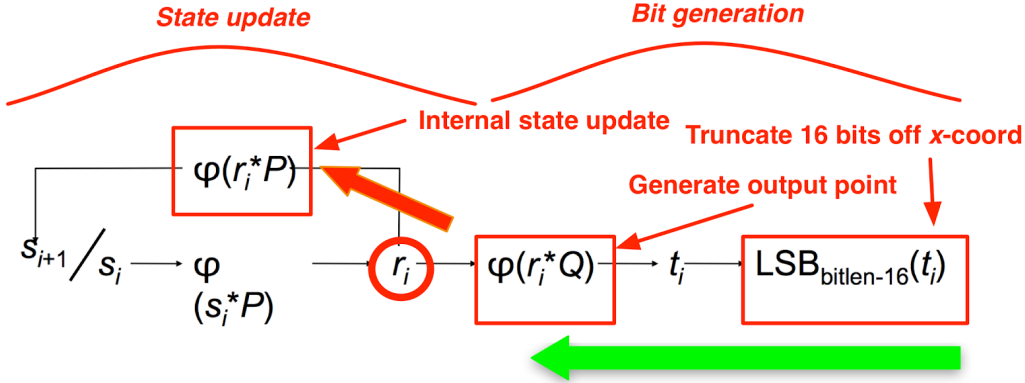 State update
Bit generation
Internal state update
Truncate 16 bits off x-coord
φ(rᵢ*P)
Generate output point
sᵢ₊₁/sᵢ
φ
(sᵢ*P)
rᵢ
φ(rᵢ*Q)
tᵢ
LSB_bitlen-16(tᵢ)